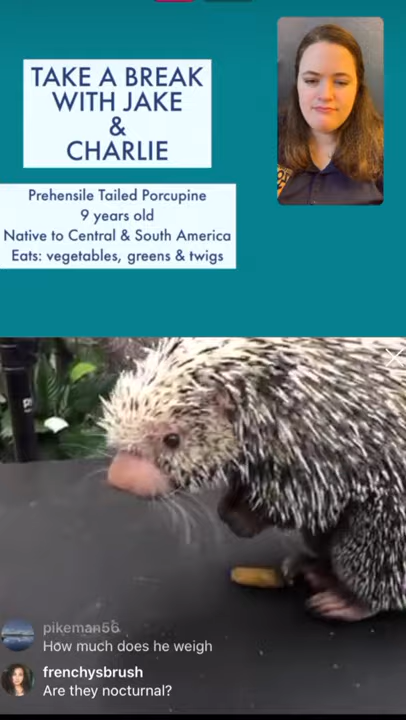 TAKE A BREAK
WITH JAKE
&
CHARLIE
Prehensile Tailed Porcupine
9 years old
Native to Central & South America
Eats: vegetables, greens & twigs
pikeman56
How much does he weigh
frenchysbrush
Are they nocturnal?